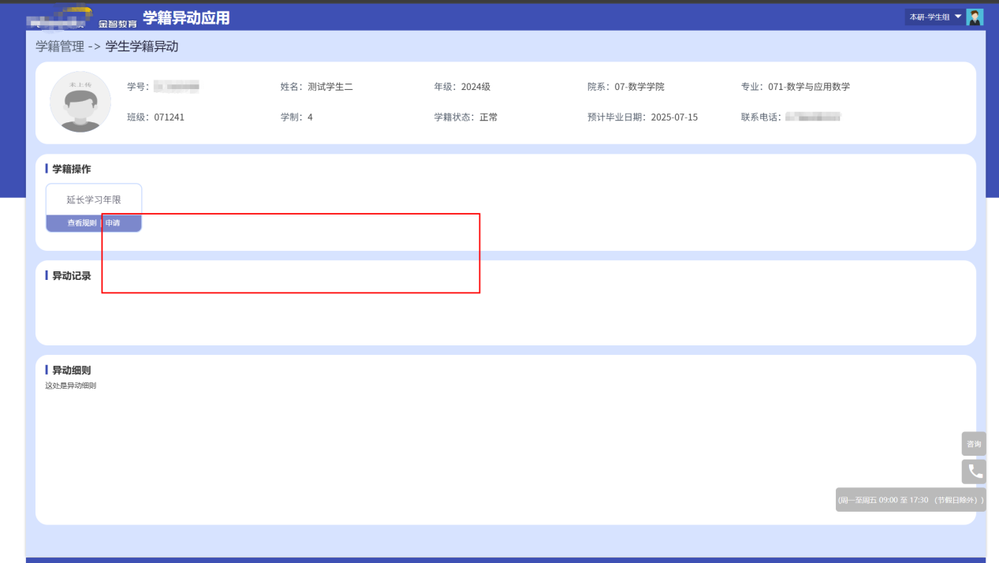 金智教育 学籍异动应用 本研-学生组
学籍管理 -> 学生学籍异动
未上传
学号： 姓名：测试学生二 年级：2024级 院系：07-数学学院 专业：071-数学与应用数学
班级：071241 学制：4 学籍状态：正常 预计毕业日期：2025-07-15 联系电话：
学籍操作
延长学习年限
查看规则 申请
异动记录
异动细则
这处是异动细则
咨询
(周一至周五 09:00 至 17:30 （节假日除外）)